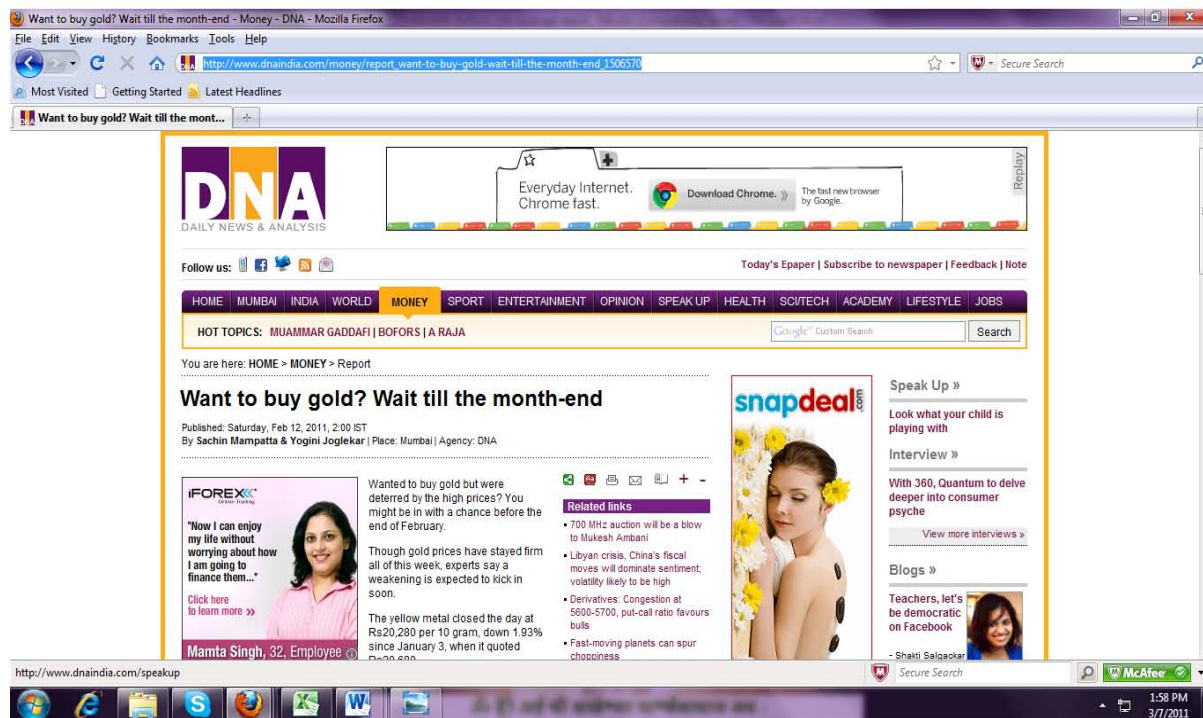 Want to buy gold? Wait till the month-end - Money - DNA - Mozilla Firefox
File Edit View History Bookmarks Tools Help
http://www.dnaindia.com/money/report_want-to-buy-gold-wait-till-the-month-end_1506570
Secure Search
Most Visited Getting Started Latest Headlines
Want to buy gold? Wait till the mont...
DNA
DAILY NEWS & ANALYSIS
Everyday Internet.
Chrome fast.
Download Chrome. »
The fast new browser
by Google.
Replay
Follow us:
Today's Epaper | Subscribe to newspaper | Feedback | Note
HOME MUMBAI INDIA WORLD MONEY SPORT ENTERTAINMENT OPINION SPEAK UP HEALTH SCI/TECH ACADEMY LIFESTYLE JOBS
HOT TOPICS: MUAMMAR GADDAFI | BOFORS | A RAJA
Google™ Custom Search
Search
You are here: HOME > MONEY > Report
Want to buy gold? Wait till the month-end
Published: Saturday, Feb 12, 2011, 2:00 IST
By Sachin Mampatta & Yogini Joglekar | Place: Mumbai | Agency: DNA
iFOREX
Online Trading
"Now I can enjoy
my life without
worrying about how
I am going to
finance them..."
Click here
to learn more >>
Mamta Singh, 32, Employee
Wanted to buy gold but were
deterred by the high prices? You
might be in with a chance before the
end of February.
Though gold prices have stayed firm
all of this week, experts say a
weakening is expected to kick in
soon.
The yellow metal closed the day at
Rs20,280 per 10 gram, down 1.93%
since January 3, when it quoted
Related links
700 MHz auction will be a blow
to Mukesh Ambani
Libyan crisis, China's fiscal
moves will dominate sentiment;
volatility likely to be high
Derivatives: Congestion at
5600-5700, put-call ratio favours
bulls
Fast-moving planets can spur
choppiness
snapdeal.com
Speak Up »
Look what your child is
playing with
Interview »
With 360, Quantum to delve
deeper into consumer
psyche
View more interviews »
Blogs »
Teachers, let's
be democratic
on Facebook
- Shakti Salgaokar
http://www.dnaindia.com/speakup
Secure Search
McAfee
1:58 PM
3/7/2011